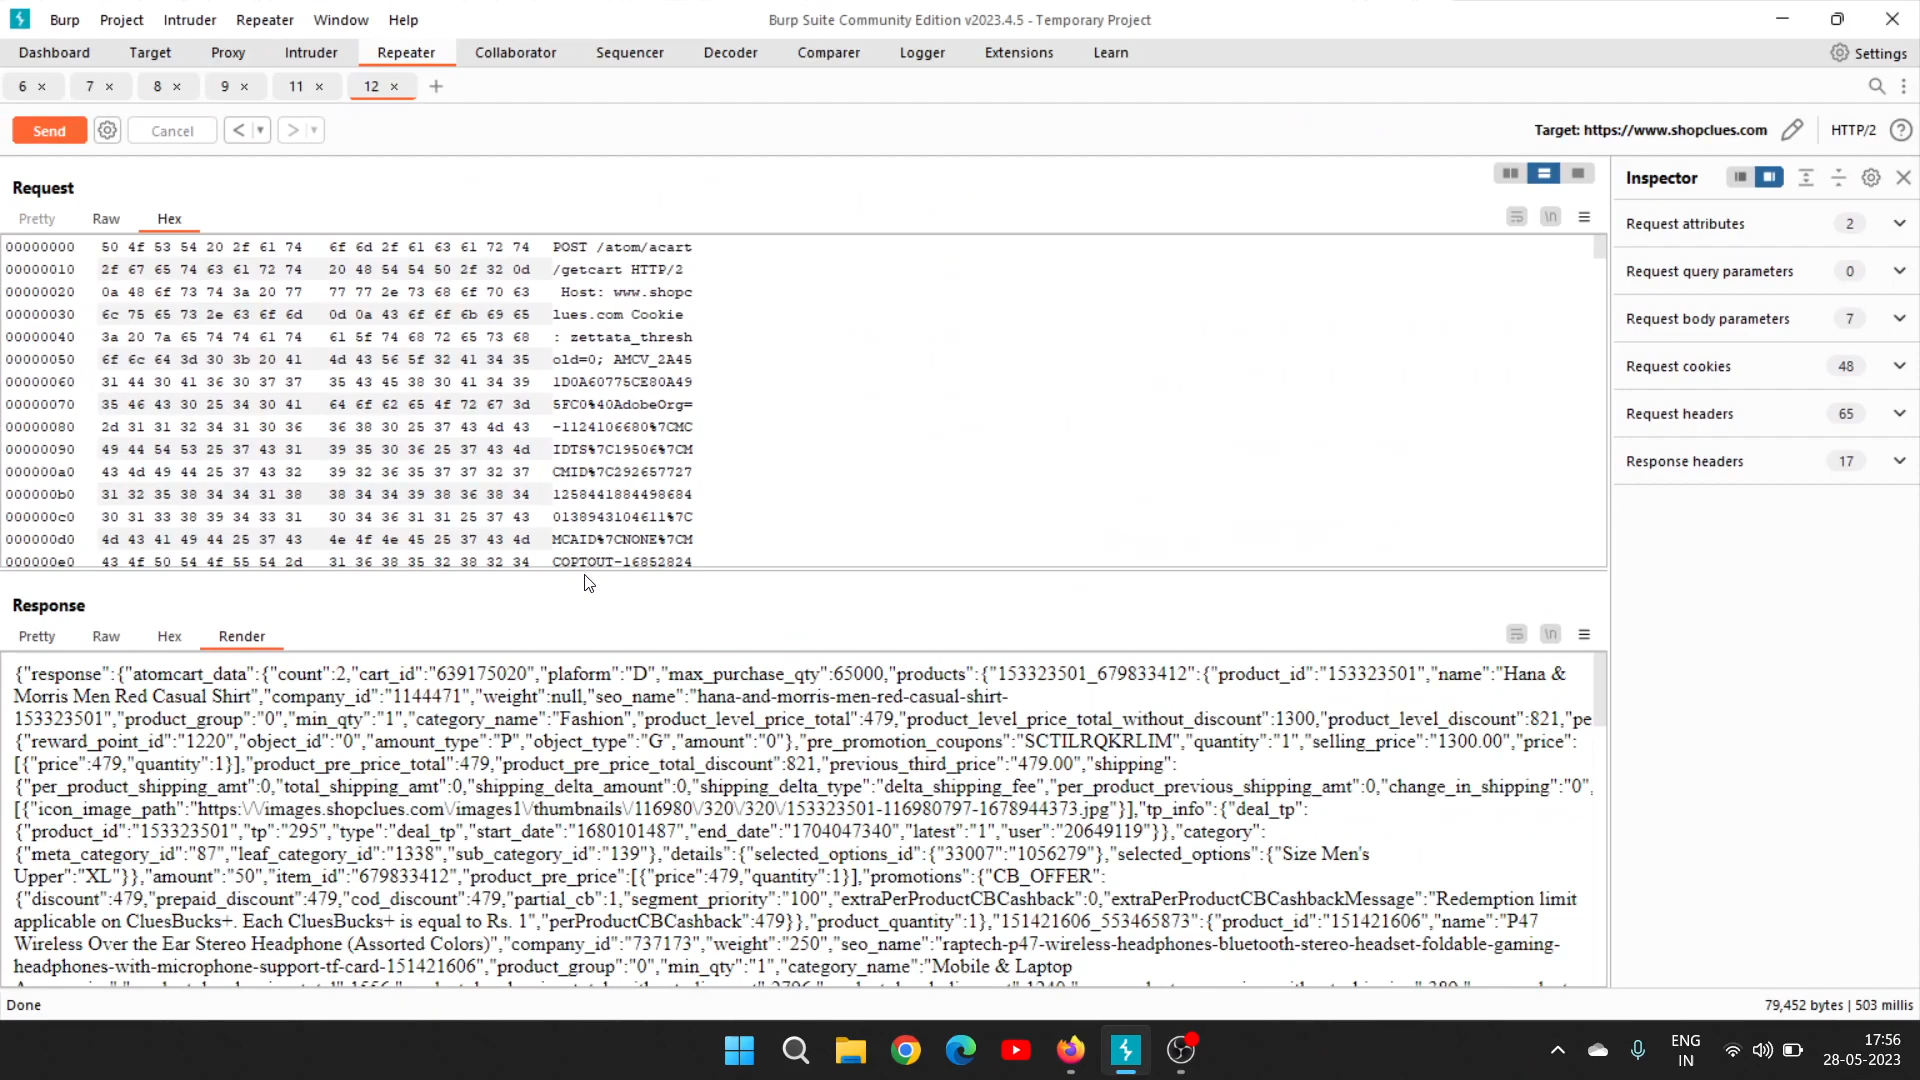 Burp Project Intruder Repeater Window Help
Burp Suite Community Edition v2023.4.5 - Temporary Project
Dashboard Target Proxy Intruder Repeater Collaborator Sequencer Decoder Comparer Logger Extensions Learn
Settings
6 × 7 × 8 × 9 × 11 × 12 × +
Send Cancel < >
Target: https://www.shopclues.com HTTP/2 ?
Request
Pretty Raw Hex
\n
00000000 50 4f 53 54 20 2f 61 74 6f 6d 2f 61 63 61 72 74 POST /atom/acart
00000010 2f 67 65 74 63 61 72 74 20 48 54 54 50 2f 32 0d /getcart HTTP/2
00000020 0a 48 6f 73 74 3a 20 77 77 77 2e 73 68 6f 70 63 Host: www.shopc
00000030 6c 75 65 73 2e 63 6f 6d 0d 0a 43 6f 6f 6b 69 65 lues.com Cookie
00000040 3a 20 7a 65 74 74 61 74 61 5f 74 68 72 65 73 68 : zettata_thresh
00000050 6f 6c 64 3d 30 3b 20 41 4d 43 56 5f 32 41 34 35 old=0; AMCV_2A45
00000060 31 44 30 41 36 30 37 37 35 43 45 38 30 41 34 39 1D0A60775CE80A49
00000070 35 46 43 30 25 34 30 41 64 6f 62 65 4f 72 67 3d 5FC0%40AdobeOrg=
00000080 2d 31 31 32 34 31 30 36 36 38 30 25 37 43 4d 43 -1124106680%7CMC
00000090 49 44 54 53 25 37 43 31 39 35 30 36 25 37 43 4d IDTS%7C19506%7CM
000000a0 43 4d 49 44 25 37 43 32 39 32 36 35 37 37 32 37 CMID%7C292657727
000000b0 31 32 35 38 34 34 31 38 38 34 34 39 38 36 38 34 1258441884498684
000000c0 30 31 33 38 39 34 33 31 30 34 36 31 31 25 37 43 0138943104611%7C
000000d0 4d 43 41 49 44 25 37 43 4e 4f 4e 45 25 37 43 4d MCAID%7CNONE%7CM
000000e0 43 4f 50 54 4f 55 54 2d 31 36 38 35 32 38 32 34 COPTOUT-16852824
Response
Pretty Raw Hex Render
\n
{"response":{"atomcart_data":{"count":2,"cart_id":"639175020","plaform":"D","max_purchase_qty":65000,"products":{"153323501_679833412":{"product_id":"153323501","name":"Hana &
Morris Men Red Casual Shirt","company_id":"1144471","weight":null,"seo_name":"hana-and-morris-men-red-casual-shirt-
153323501","product_group":"0","min_qty":"1","category_name":"Fashion","product_level_price_total":479,"product_level_price_total_without_discount":1300,"product_level_discount":821,"pe
{"reward_point_id":"1220","object_id":"0","amount_type":"P","object_type":"G","amount":"0"},"pre_promotion_coupons":"SCTILRQKRLIM","quantity":"1","selling_price":"1300.00","price":
[{"price":479,"quantity":1}],"product_pre_price_total":479,"product_pre_price_total_discount":821,"previous_third_price":"479.00","shipping":
{"per_product_shipping_amt":0,"total_shipping_amt":0,"shipping_delta_amount":0,"shipping_delta_type":"delta_shipping_fee","per_product_previous_shipping_amt":0,"change_in_shipping":"0",
[{"icon_image_path":"https:\/\/images.shopclues.com\/images1\/thumbnails\/116980\/320\/320\/153323501-116980797-1678944373.jpg"}],"tp_info":{"deal_tp":
{"product_id":"153323501","tp":"295","type":"deal_tp","start_date":"1680101487","end_date":"1704047340","latest":"1","user":"20649119"}},"category":
{"meta_category_id":"87","leaf_category_id":"1338","sub_category_id":"139"},"details":{"selected_options_id":{"33007":"1056279"},"selected_options":{"Size Men's
Upper":"XL"}},"amount":"50","item_id":"679833412","product_pre_price":[{"price":479,"quantity":1}],"promotions":{"CB_OFFER":
{"discount":479,"prepaid_discount":479,"cod_discount":479,"partial_cb":1,"segment_priority":"100","extraPerProductCBCashback":0,"extraPerProductCBCashbackMessage":"Redemption limit
applicable on CluesBucks+. Each CluesBucks+ is equal to Rs. 1","perProductCBCashback":479}},"product_quantity":1},"151421606_553465873":{"product_id":"151421606","name":"P47
Wireless Over the Ear Stereo Headphone (Assorted Colors)","company_id":"737173","weight":"250","seo_name":"raptech-p47-wireless-headphones-bluetooth-stereo-headset-foldable-gaming-
headphones-with-microphone-support-tf-card-151421606","product_group":"0","min_qty":"1","category_name":"Mobile & Laptop
Inspector
Request attributes 2
Request query parameters 0
Request body parameters 7
Request cookies 48
Request headers 65
Response headers 17
Done
79,452 bytes | 503 millis
ENG
IN
17:56
28-05-2023